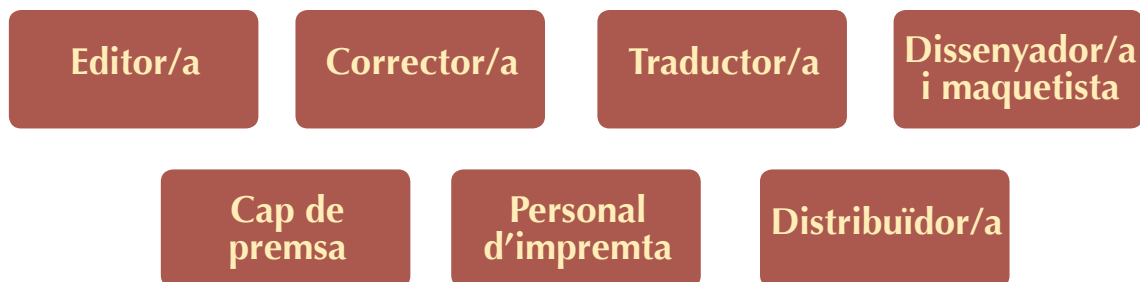 Editor/a
Corrector/a
Traductor/a
Dissenyador/a
i maquetista
Cap de
premsa
Personal
d’impremta
Distribuïdor/a